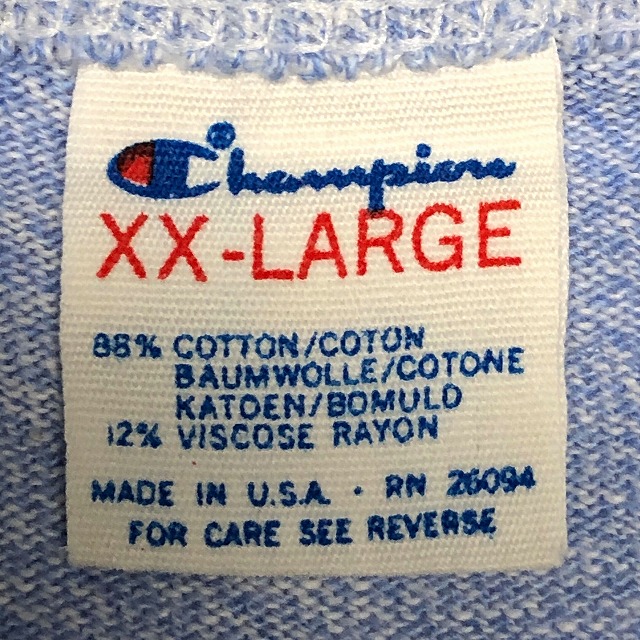 Champion
XX-LARGE
88% COTTON/COTON
BAUMWOLLE/COTONE
KATOEN/BOMULD
12% VISCOSE RAYON
MADE IN U.S.A. · RN 26094
FOR CARE SEE REVERSE